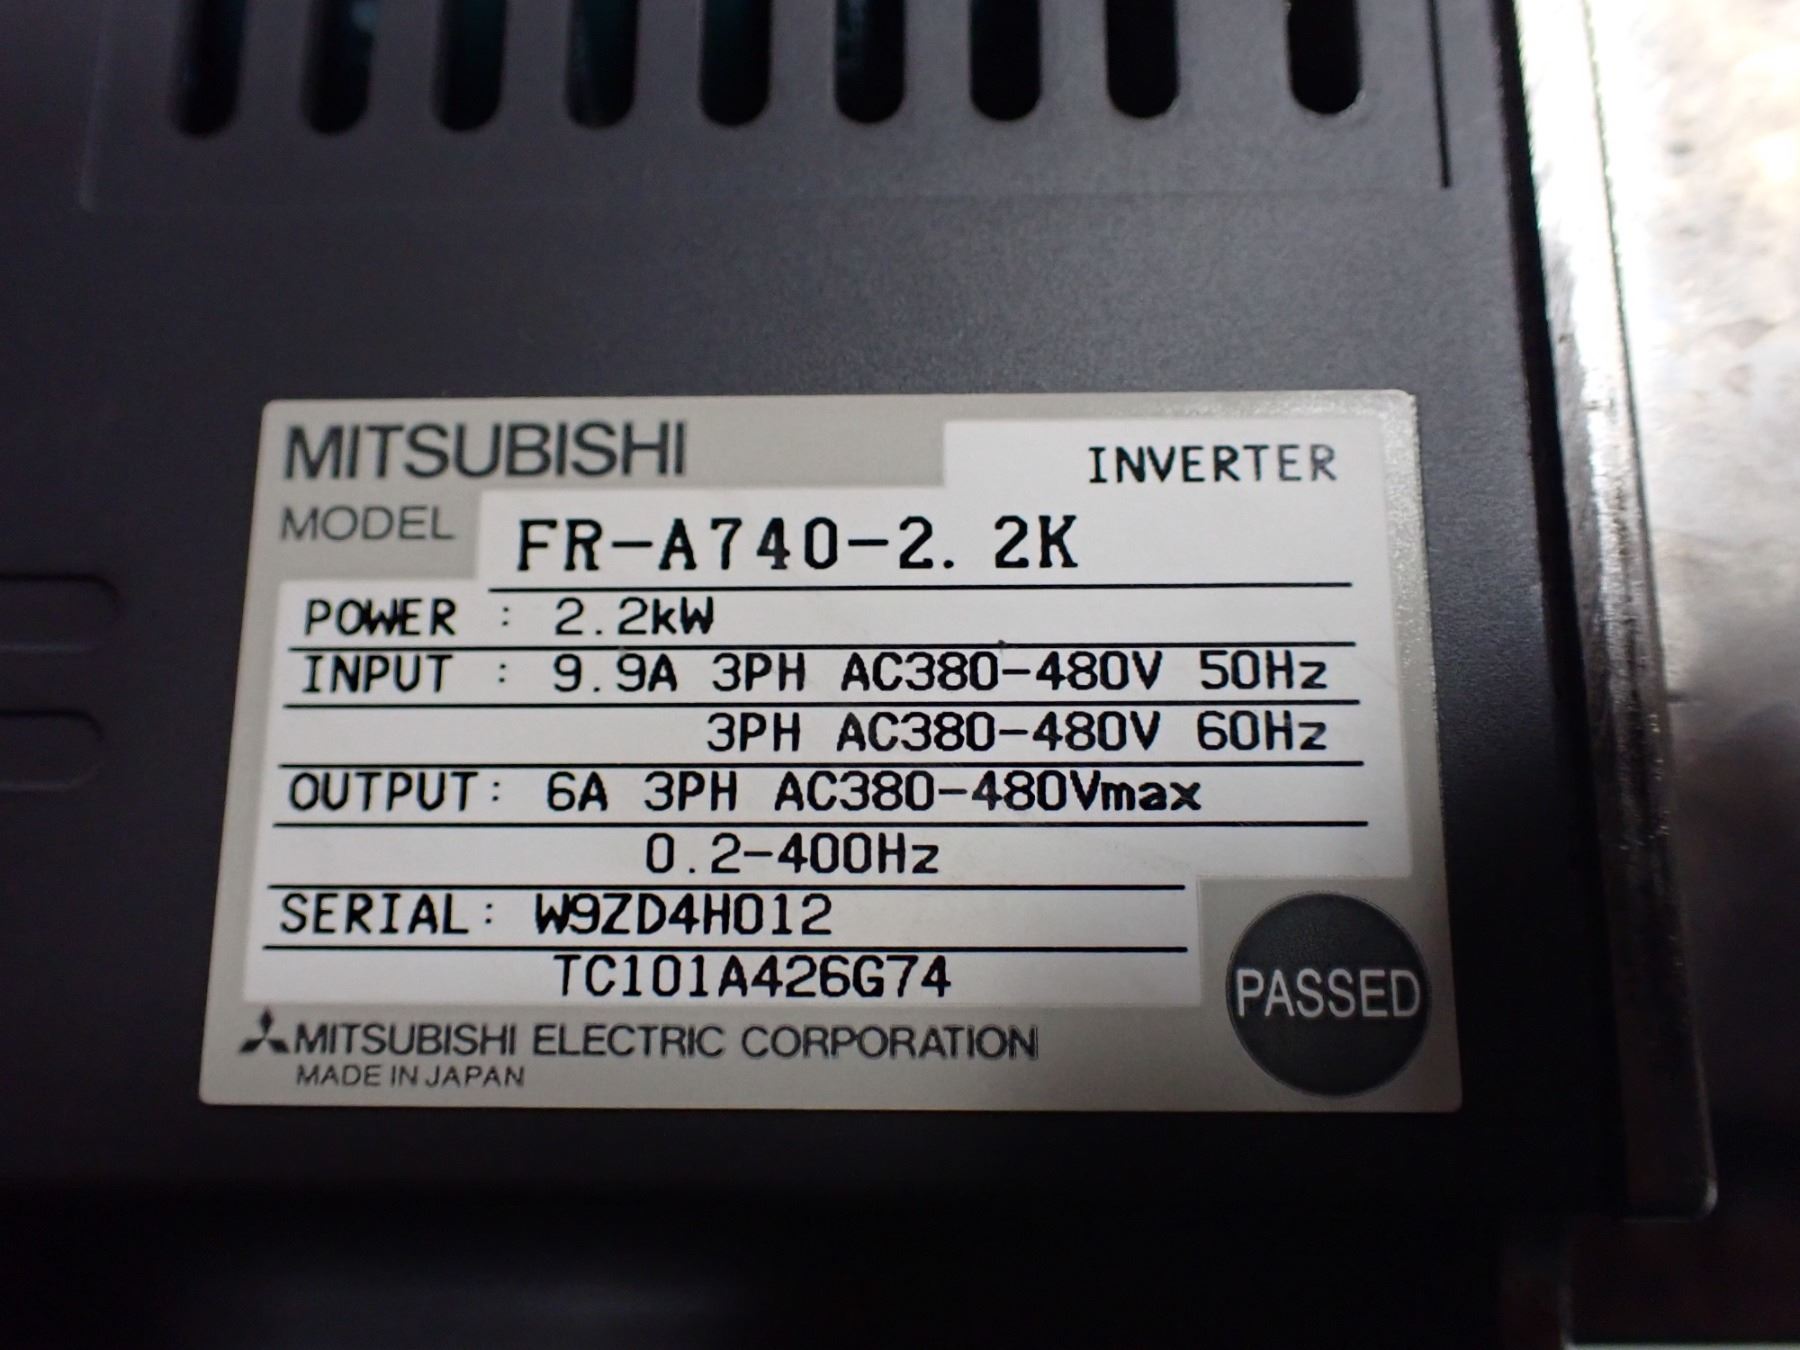 MITSUBISHI
INVERTER
MODEL FR-A740-2.2K
POWER : 2.2kW
INPUT : 9.9A 3PH AC380-480V 50Hz
3PH AC380-480V 60Hz
OUTPUT: 6A 3PH AC380-480Vmax
0.2-400Hz
SERIAL: W9ZD4H012
TC101A426G74
PASSED
MITSUBISHI ELECTRIC CORPORATION
MADE IN JAPAN